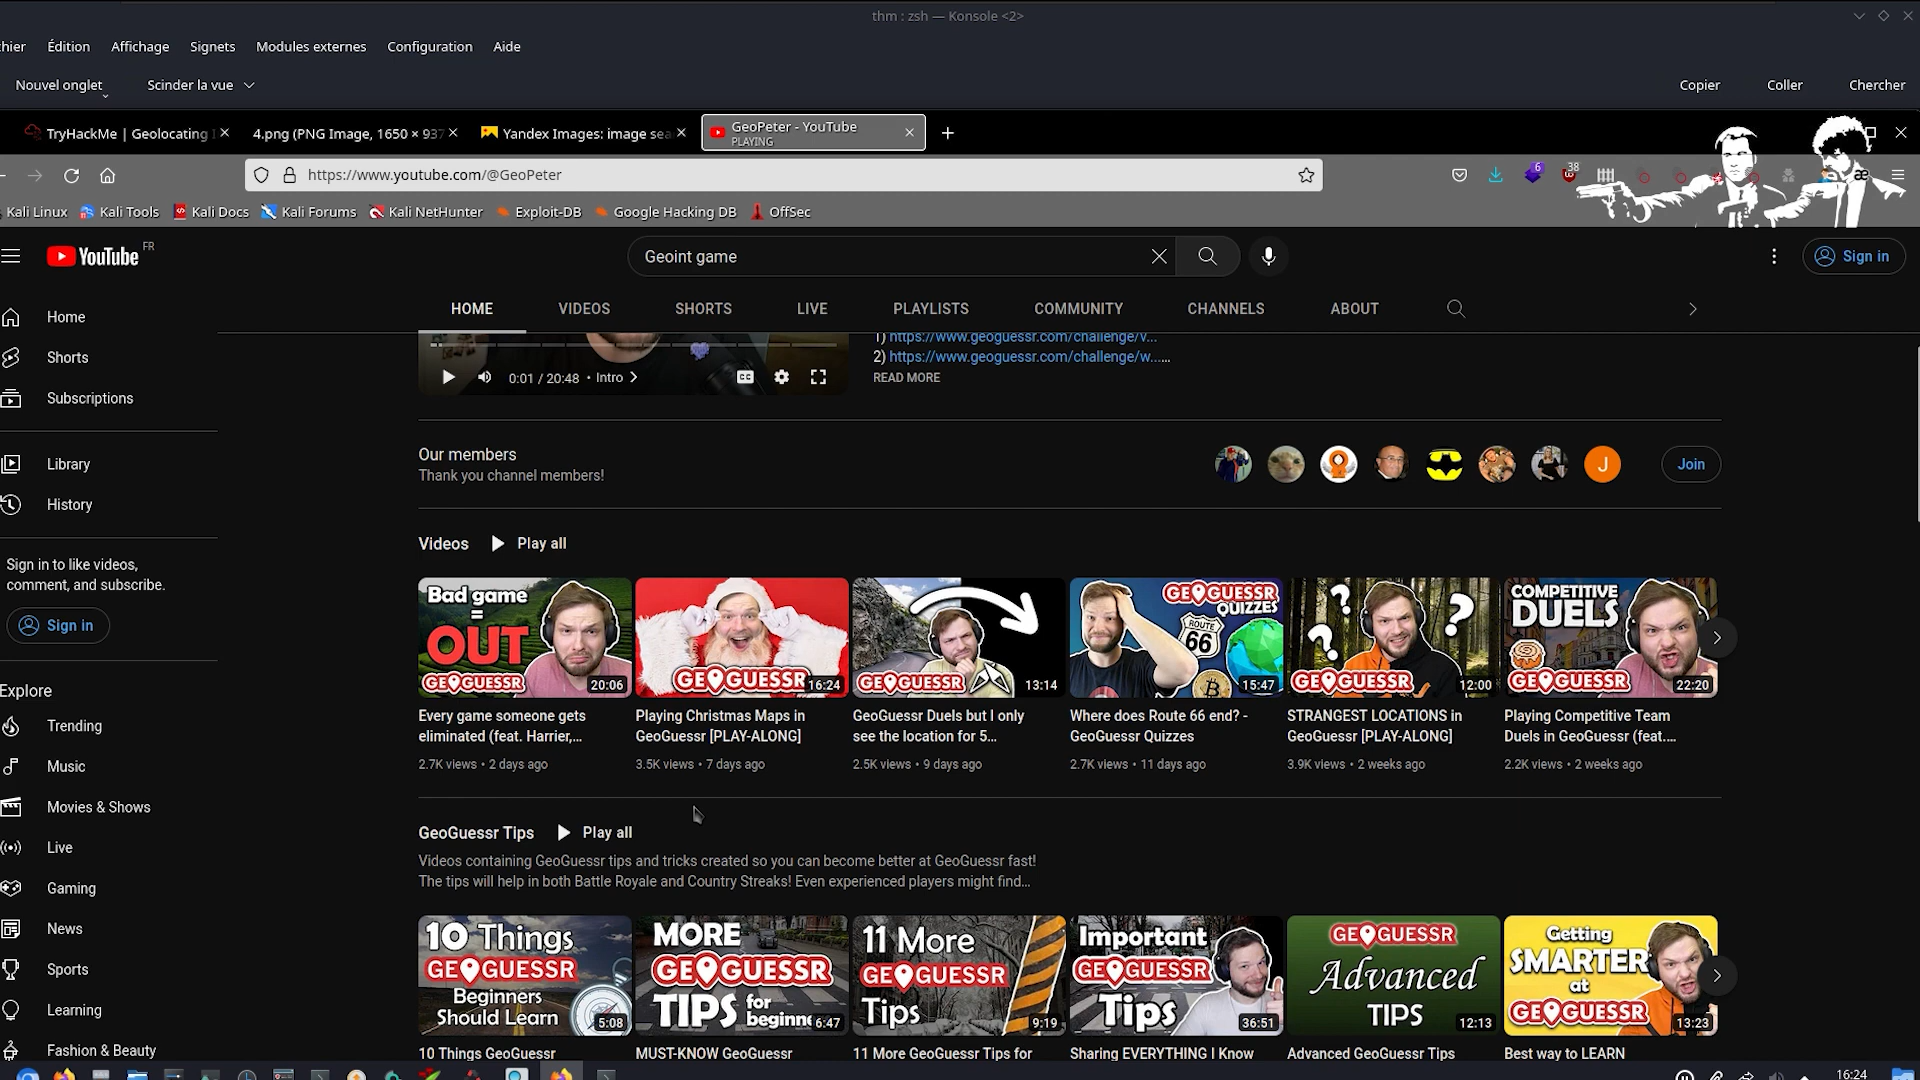 thm : zsh — Konsole <2>
hier Édition Affichage Signets Modules externes Configuration Aide
Nouvel onglet Scinder la vue Copier Coller Chercher
TryHackMe | Geolocating 4.png (PNG Image, 1650 × 937 Yandex Images: image sea GeoPeter - YouTube
PLAYING
https://www.youtube.com/@GeoPeter 6 38
Kali Linux Kali Tools Kali Docs Kali Forums Kali NetHunter Exploit-DB Google Hacking DB OffSec
YouTube FR Geoint game Sign in
HOME VIDEOS SHORTS LIVE PLAYLISTS COMMUNITY CHANNELS ABOUT
Home
Shorts
Subscriptions
Library
History
Sign in to like videos,
comment, and subscribe.
Sign in
Explore
Trending
Music
Movies & Shows
Live
Gaming
News
Sports
Learning
Fashion & Beauty
0:01 / 20:48 • Intro CC
1) https://www.geoguessr.com/challenge/v...
2) https://www.geoguessr.com/challenge/w......
READ MORE
Our members
Thank you channel members!
J Join
Videos Play all
Bad game
=
OUT
GEOGUESSR
20:06
Every game someone gets
eliminated (feat. Harrier,...
2.7K views • 2 days ago
GEOGUESSR
16:24
Playing Christmas Maps in
GeoGuessr [PLAY-ALONG]
3.5K views • 7 days ago
GEOGUESSR
13:14
GeoGuessr Duels but I only
see the location for 5...
2.5K views • 9 days ago
GEOGUESSR
QUIZZES
ROUTE
66
15:47
Where does Route 66 end? -
GeoGuessr Quizzes
2.7K views • 11 days ago
? ? ?
GEOGUESSR
12:00
STRANGEST LOCATIONS in
GeoGuessr [PLAY-ALONG]
3.9K views • 2 weeks ago
COMPETITIVE
DUELS
GEOGUESSR
22:20
Playing Competitive Team
Duels in GeoGuessr (feat....
2.2K views • 2 weeks ago
GeoGuessr Tips Play all
Videos containing GeoGuessr tips and tricks created so you can become better at GeoGuessr fast!
The tips will help in both Battle Royale and Country Streaks! Even experienced players might find...
10 Things
GEOGUESSR
Beginners
Should Learn
5:08
10 Things GeoGuessr
MORE
GEOGUESSR
TIPS for
beginne
6:47
MUST-KNOW GeoGuessr
11 More
GEOGUESSR
Tips
9:19
11 More GeoGuessr Tips for
Important
GEOGUESSR
Tips
36:51
Sharing EVERYTHING I Know
GEOGUESSR
Advanced
TIPS
12:13
Advanced GeoGuessr Tips
Getting
SMARTER
at
GEOGUESSR
13:23
Best way to LEARN
16:24